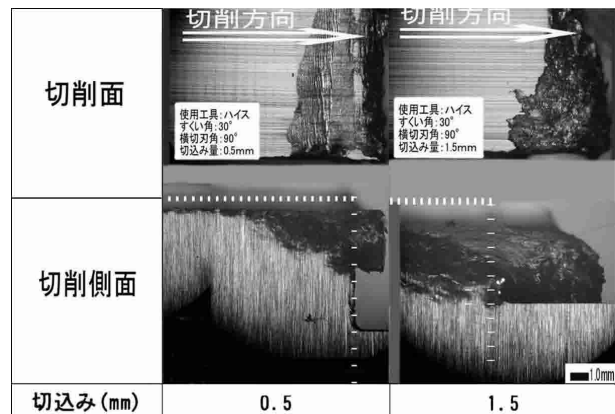 切削面
切削方向
使用工具:ハイス
すくい角:30°
横切刃角:90°
切込み量:0.5mm
切削方向
使用工具:ハイス
すくい角:30°
横切刃角:90°
切込み量:1.5mm
切削側面
1.0mm
切込み(mm)
0.5
1.5